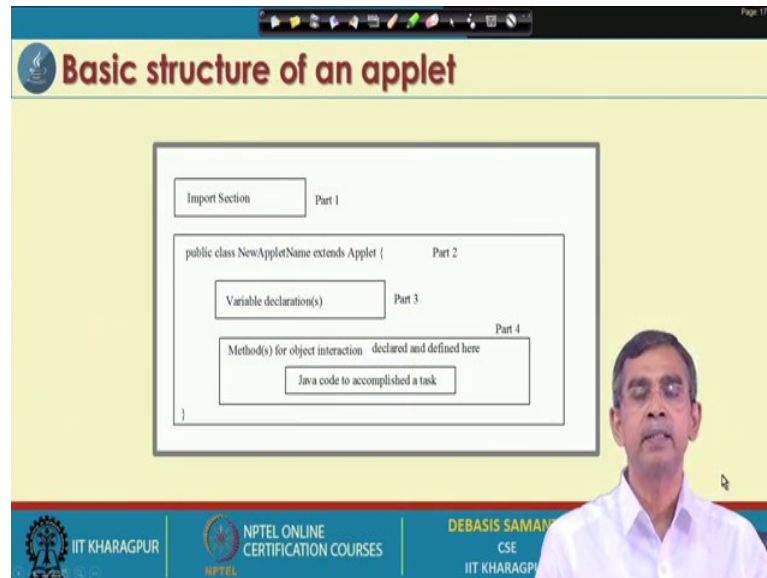 Page: 17
Basic structure of an applet
Import Section
Part 1
public class NewAppletName extends Applet {
Part 2
Variable declaration(s)
Part 3
Part 4
Method(s) for object interaction declared and defined here
Java code to accomplished a task
}
IIT KHARAGPUR
NPTEL
NPTEL ONLINE
CERTIFICATION COURSES
DEBASIS SAMAN
CSE
IIT KHARAGP